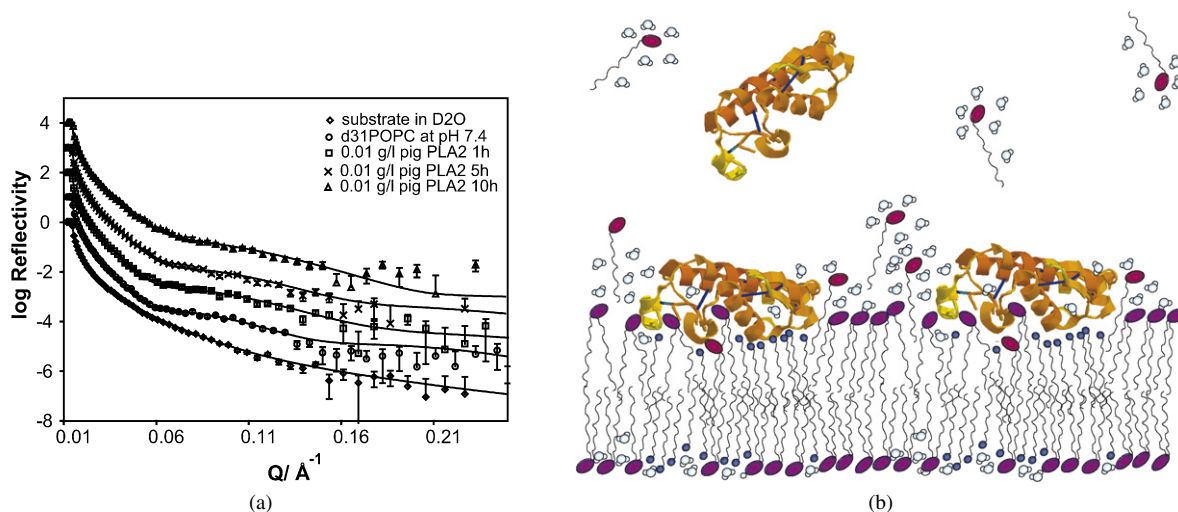 substrate in D2O
d31POPC at pH 7.4
0.01 g/l pig PLA2 1h
0.01 g/l pig PLA2 5h
0.01 g/l pig PLA2 10h
log Reflectivity
4
2
0
-2
-4
-6
-8
0.01 0.06 0.11 0.16 0.21
Q/ Å-1
(a)
(b)